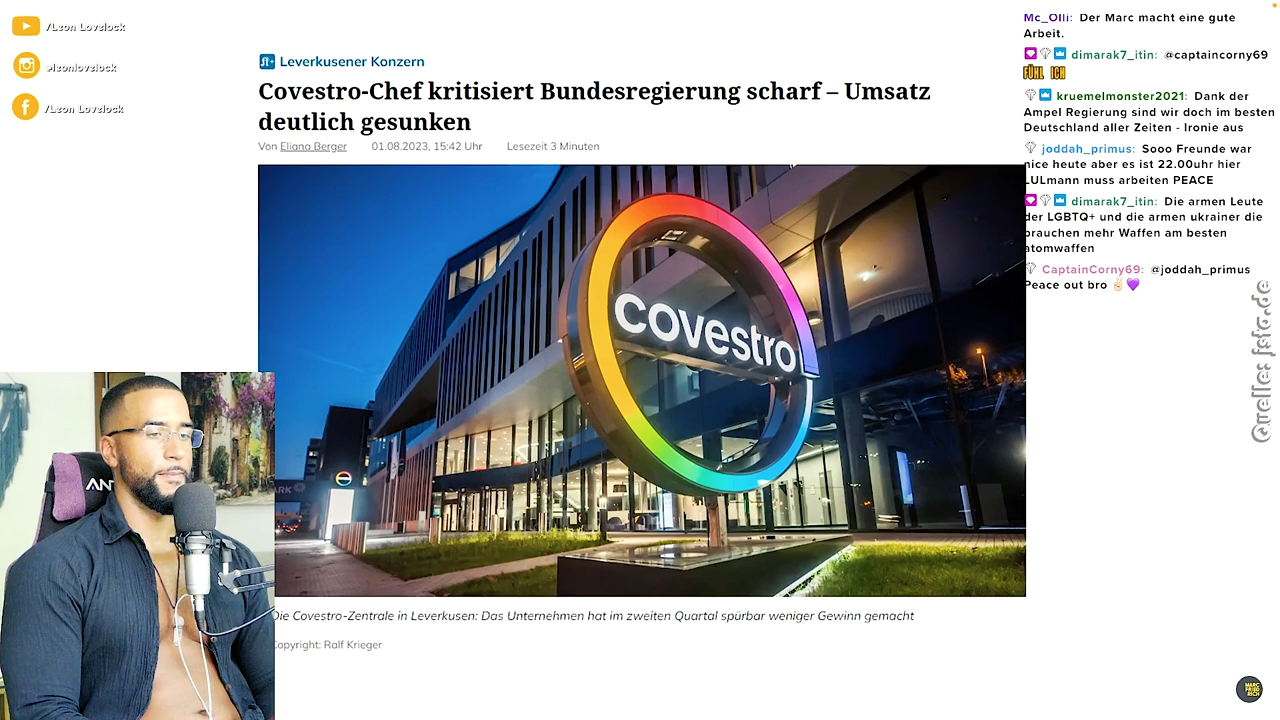 /Leon Lovelock
@leonlovelock
/Leon Lovelock
Leverkusener Konzern
Covestro-Chef kritisiert Bundesregierung scharf – Umsatz
deutlich gesunken
Von Eliana Berger 01.08.2023, 15:42 Uhr Lesezeit 3 Minuten
covestro
ANT
Die Covestro-Zentrale in Leverkusen: Das Unternehmen hat im zweiten Quartal spürbar weniger Gewinn gemacht
Copyright: Ralf Krieger
Mc_Olli: Der Marc macht eine gute
Arbeit.
dimarak7_itin: @captaincorny69
FÜHL ICH
kruemelmonster2021: Dank der
Ampel Regierung sind wir doch im besten
Deutschland aller Zeiten - Ironie aus
joddah_primus: Sooo Freunde war
nice heute aber es ist 22.00uhr hier
LULmann muss arbeiten PEACE
dimarak7_itin: Die armen Leute
der LGBTQ+ und die armen ukrainer die
brauchen mehr Waffen am besten
atomwaffen
CaptainCorny69: @joddah_primus
Peace out bro ✌🏻💜
Quelle: ksta.de
MARC
FRIED
RICH